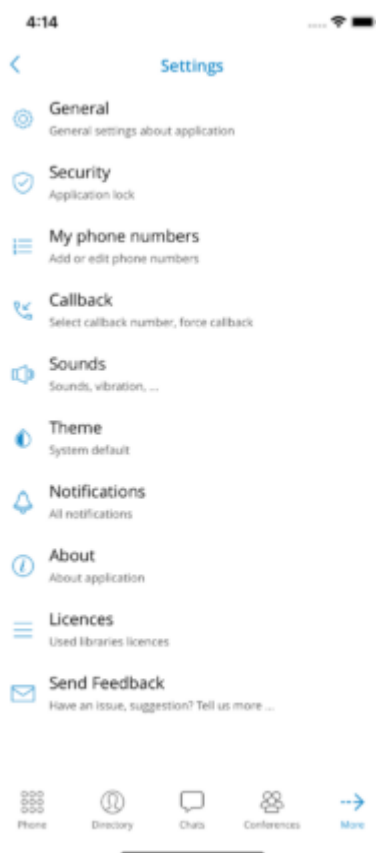 4:14
Settings
General
General settings about application
Security
Application lock
My phone numbers
Add or edit phone numbers
Callback
Select callback number, force callback
Sounds
Sounds, vibration, ...
Theme
System default
Notifications
All notifications
About
About application
Licences
Used libraries licences
Send Feedback
Have an issue, suggestion? Tell us more ...
Phone Directory Chats Conferences More